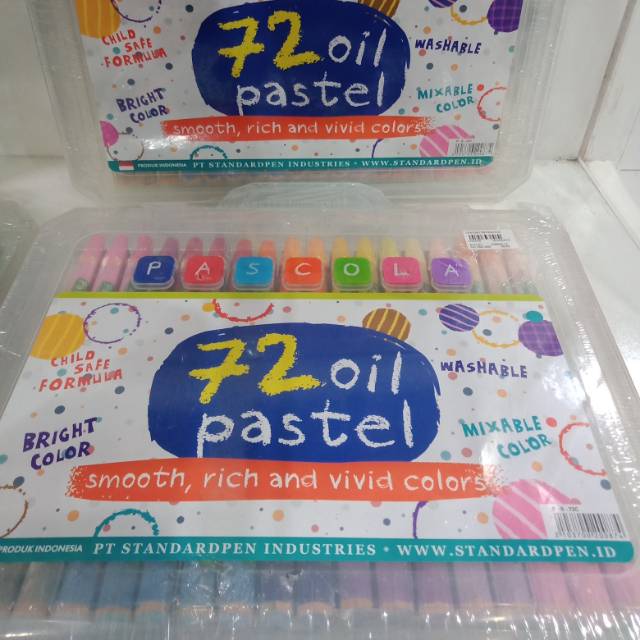 CHILD
SAFE
FORMULA
72 oil
pastel
WASHABLE
BRIGHT
COLOR
MIXABLE
COLOR
smooth, rich and vivid colors
PRODUK INDONESIA PT STANDARDPEN INDUSTRIES • WWW.STANDARDPEN.ID
PASCOLA
CHILD
SAFE
FORMULA
72 oil
pastel
WASHABLE
BRIGHT
COLOR
MIXABLE
COLOR
smooth, rich and vivid colors
PRODUK INDONESIA PT STANDARDPEN INDUSTRIES • WWW.STANDARDPEN.ID